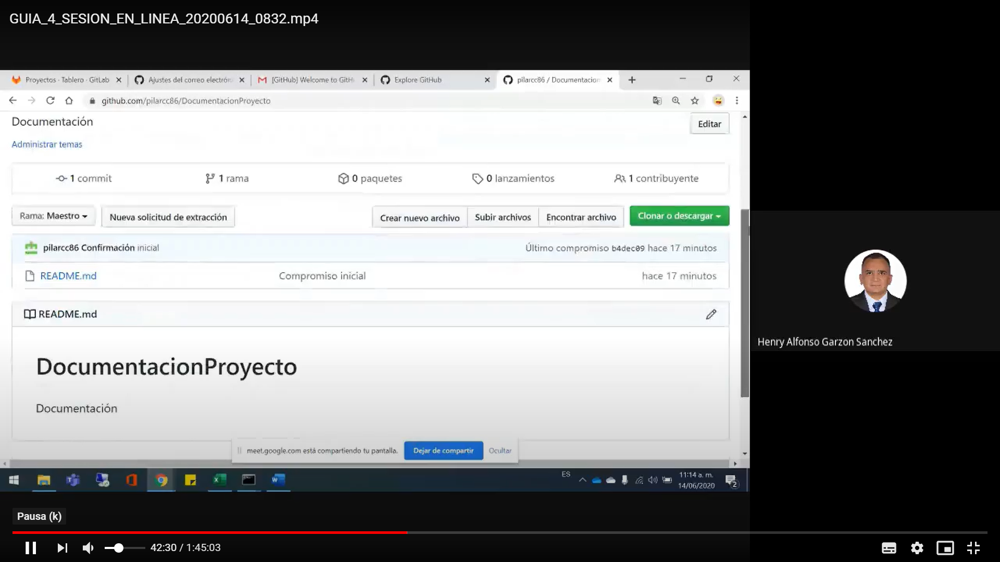 GUIA_4_SESION_EN_LINEA_20200614_0832.mp4
Proyectos · Tablero · GitLab
Ajustes del correo electrón
[GitHub] Welcome to GitH
Explore GitHub
pilarcc86 / Documentacion
github.com/pilarcc86/DocumentacionProyecto
Documentación
Editar
Administrar temas
1 commit
1 rama
0 paquetes
0 lanzamientos
1 contribuyente
Rama: Maestro
Nueva solicitud de extracción
Crear nuevo archivo
Subir archivos
Encontrar archivo
Clonar o descargar
pilarcc86 Confirmación inicial
Último compromiso b4dec09 hace 17 minutos
README.md
Compromiso inicial
hace 17 minutos
README.md
DocumentacionProyecto
Documentación
meet.google.com está compartiendo tu pantalla.
Dejar de compartir
Ocultar
ES
11:14 a. m.
14/06/2020
2
Henry Alfonso Garzon Sanchez
Pausa (k)
42:30 / 1:45:03